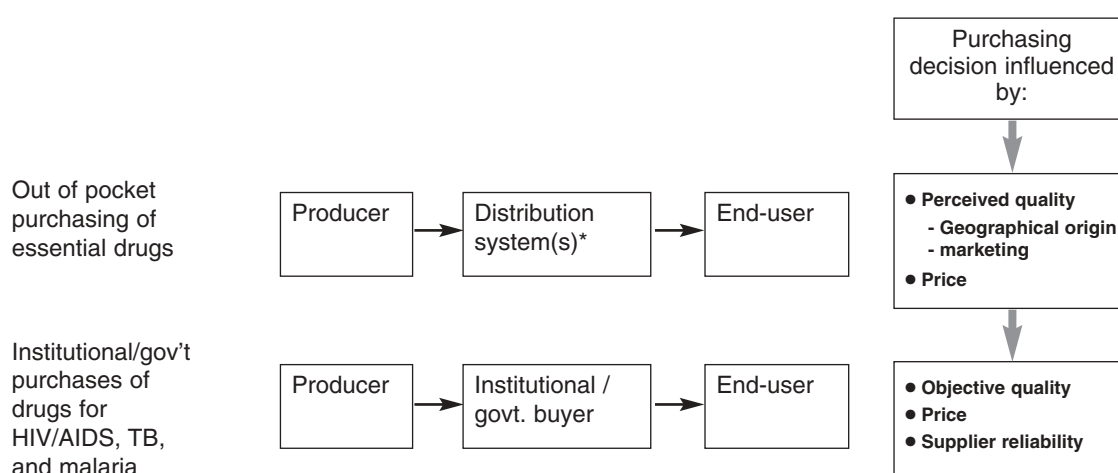 Purchasing
decision influenced
by:
Out of pocket
purchasing of
essential drugs
Producer
Distribution
system(s)*
End-user
● Perceived quality
- Geographical origin
- marketing
● Price
Institutional/gov't
purchases of
drugs for
HIV/AIDS, TB,
and malaria
Producer
Institutional /
govt. buyer
End-user
● Objective quality
● Price
● Supplier reliability